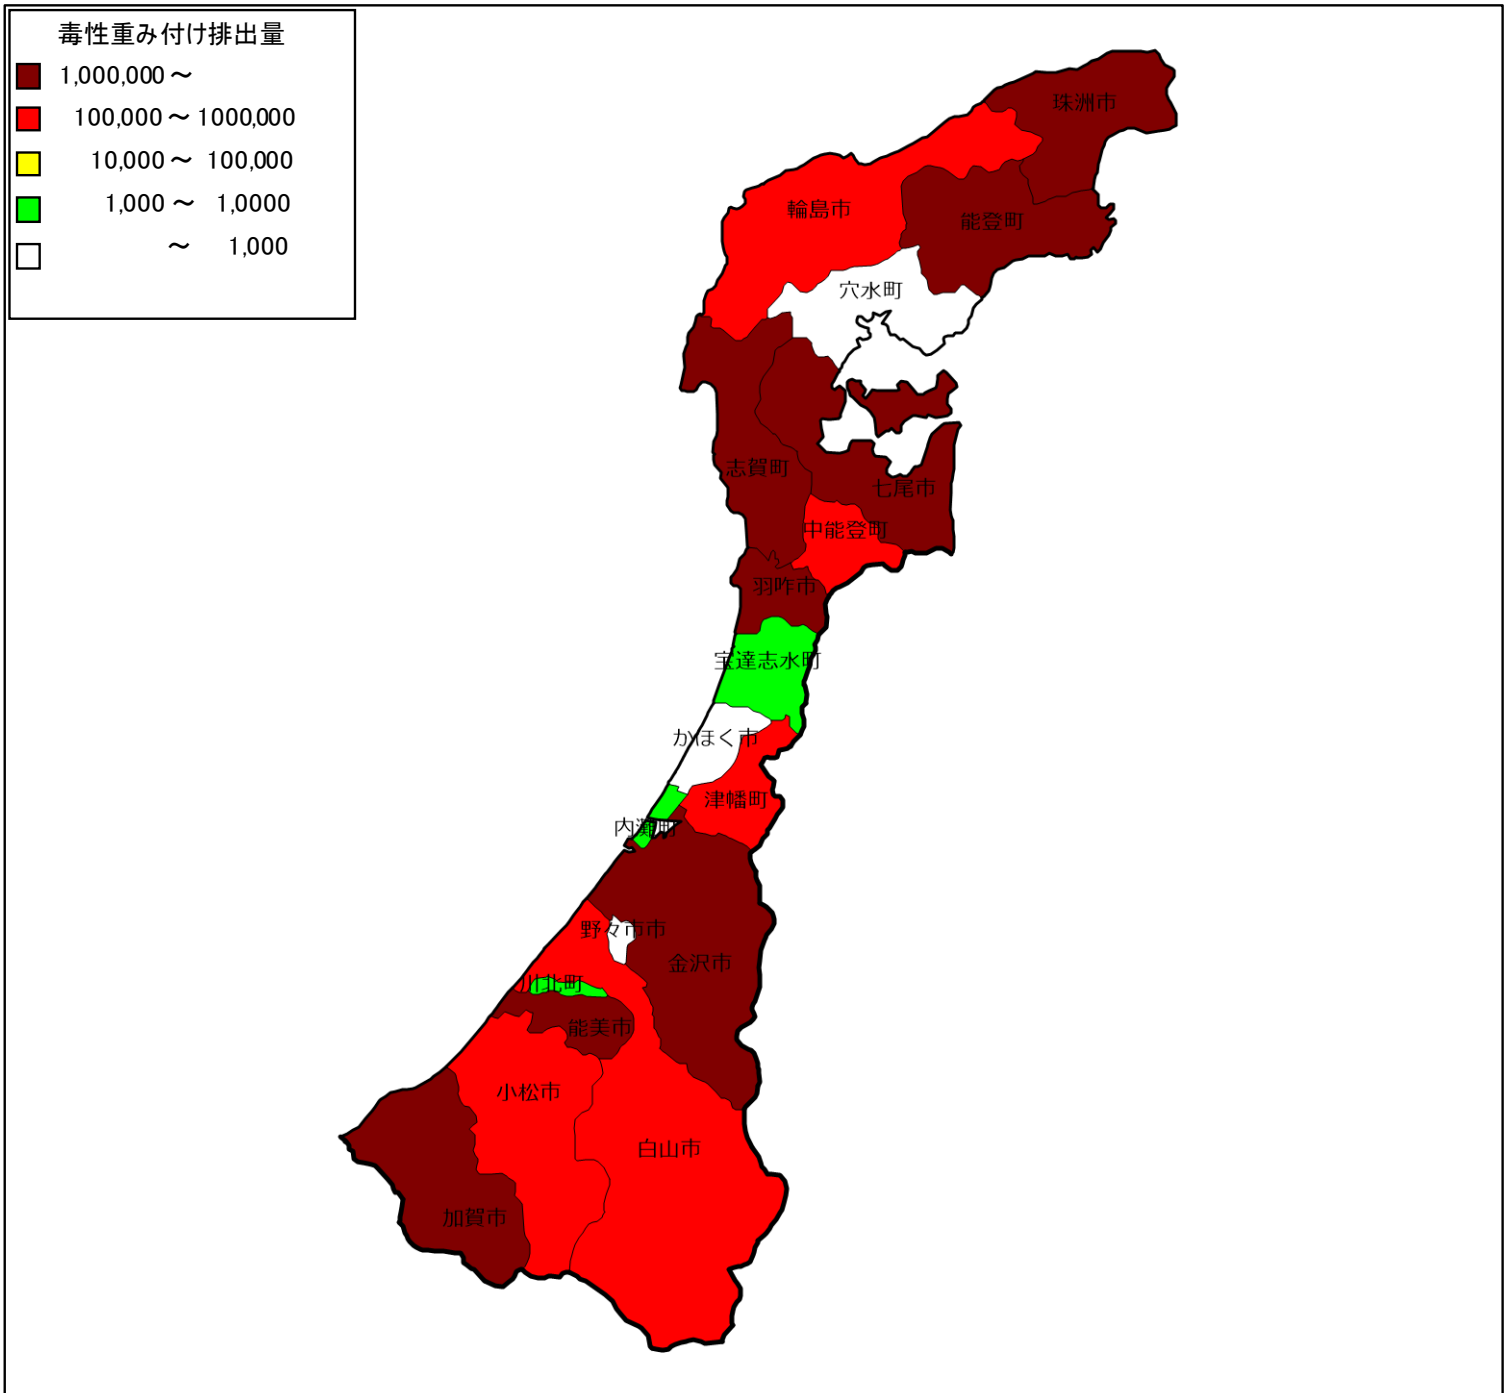 毒性重み付け排出量
1,000,000～
100,000～1000,000
10,000～ 100,000
1,000～ 1,0000
～ 1,000
珠洲市
輪島市
能登町
穴水町
志賀町
七尾市
中能登町
羽咋市
宝達志水町
かほく市
津幡町
内灘町
野々市市
金沢市
川北町
能美市
小松市
白山市
加賀市